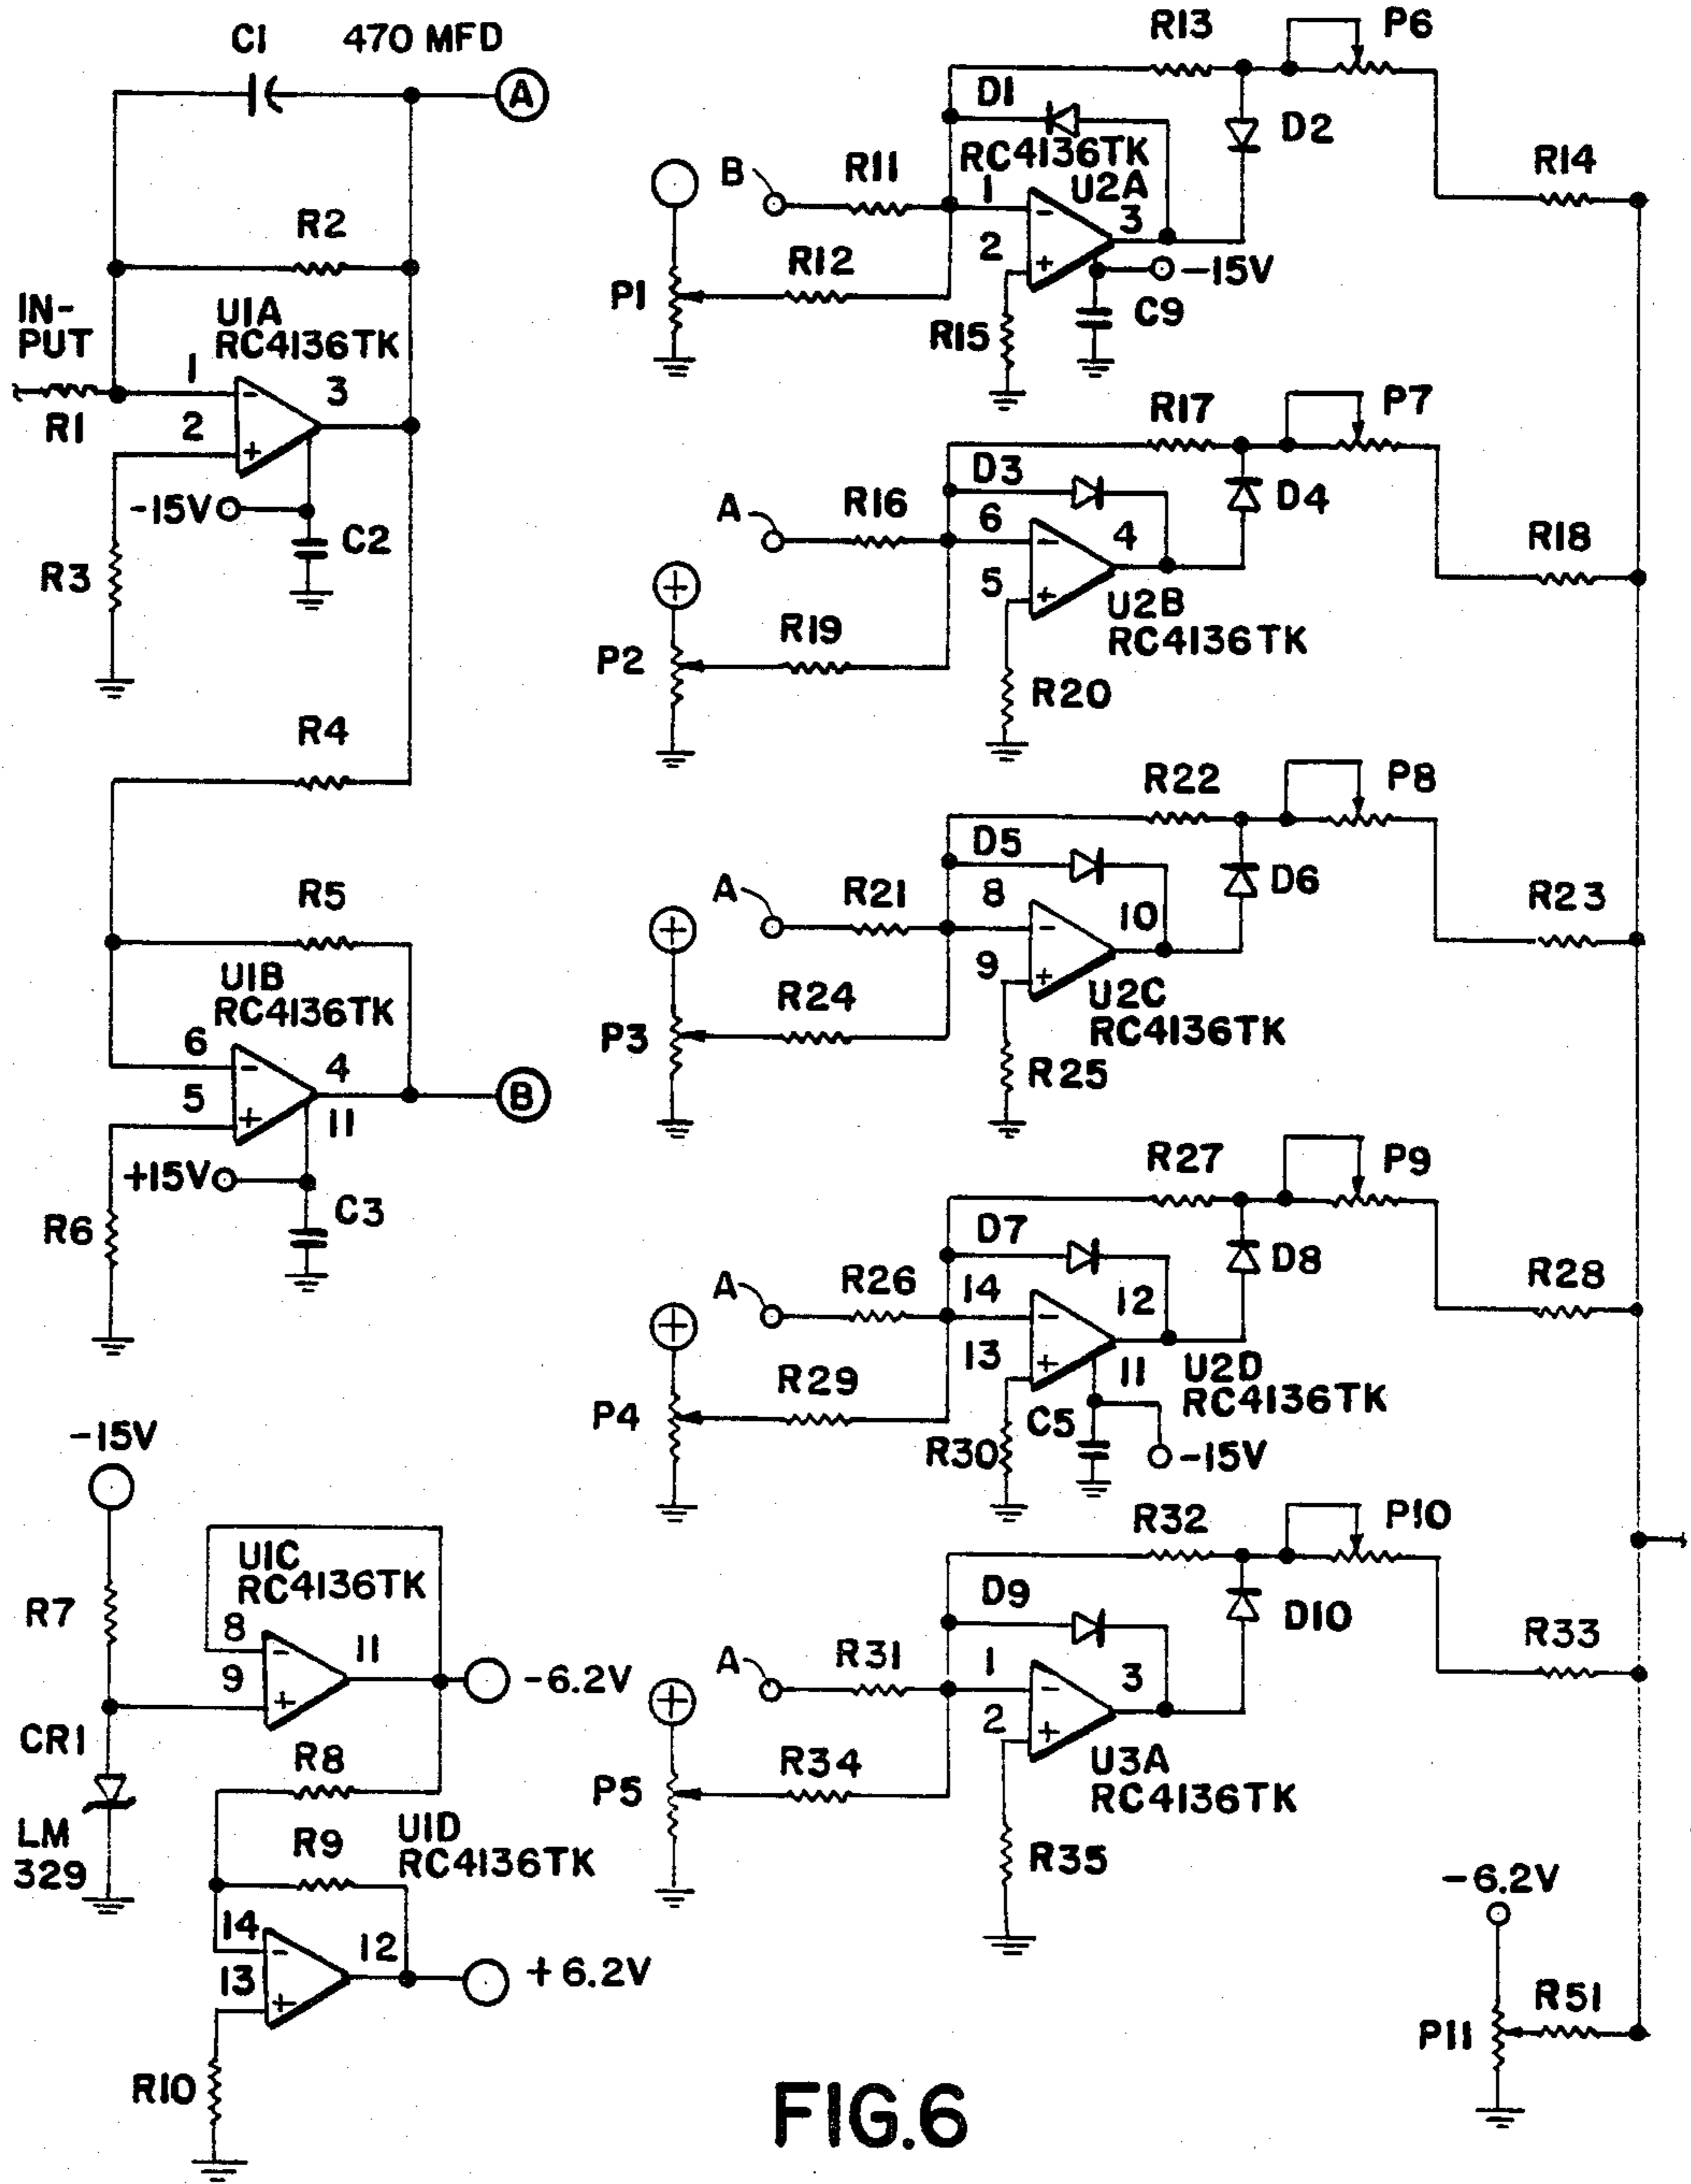 C1 470 MFD
A
R2
IN-
PUT
U1A
RC4136TK
1
3
R1
2
+
-15V
C2
R3
R4
R5
U1B
RC4136TK
6
4
5
11
B
+15V
C3
R6
-15V
U1C
RC4136TK
R7
8
11
9
-6.2V
CR1
R8
LM
329
U1D
RC4136TK
R9
14
12
13
+6.2V
R10
R13
P6
D1
D2
RC4136TK
B
R11
1
U2A
3
R14
2
R12
-15V
P1
C9
R15
R17
P7
D3
D4
A
R16
6
4
5
R18
U2B
RC4136TK
R19
P2
R20
R22
P8
D5
D6
A
R21
8
10
R23
9
U2C
RC4136TK
R24
P3
R25
R27
P9
D7
D8
A
R26
14
12
R28
13
11
U2D
RC4136TK
R29
C5
P4
R30
-15V
R32
P10
D9
D10
A
R31
1
3
R33
2
U3A
RC4136TK
R34
P5
R35
-6.2V
R51
P11
FIG.6